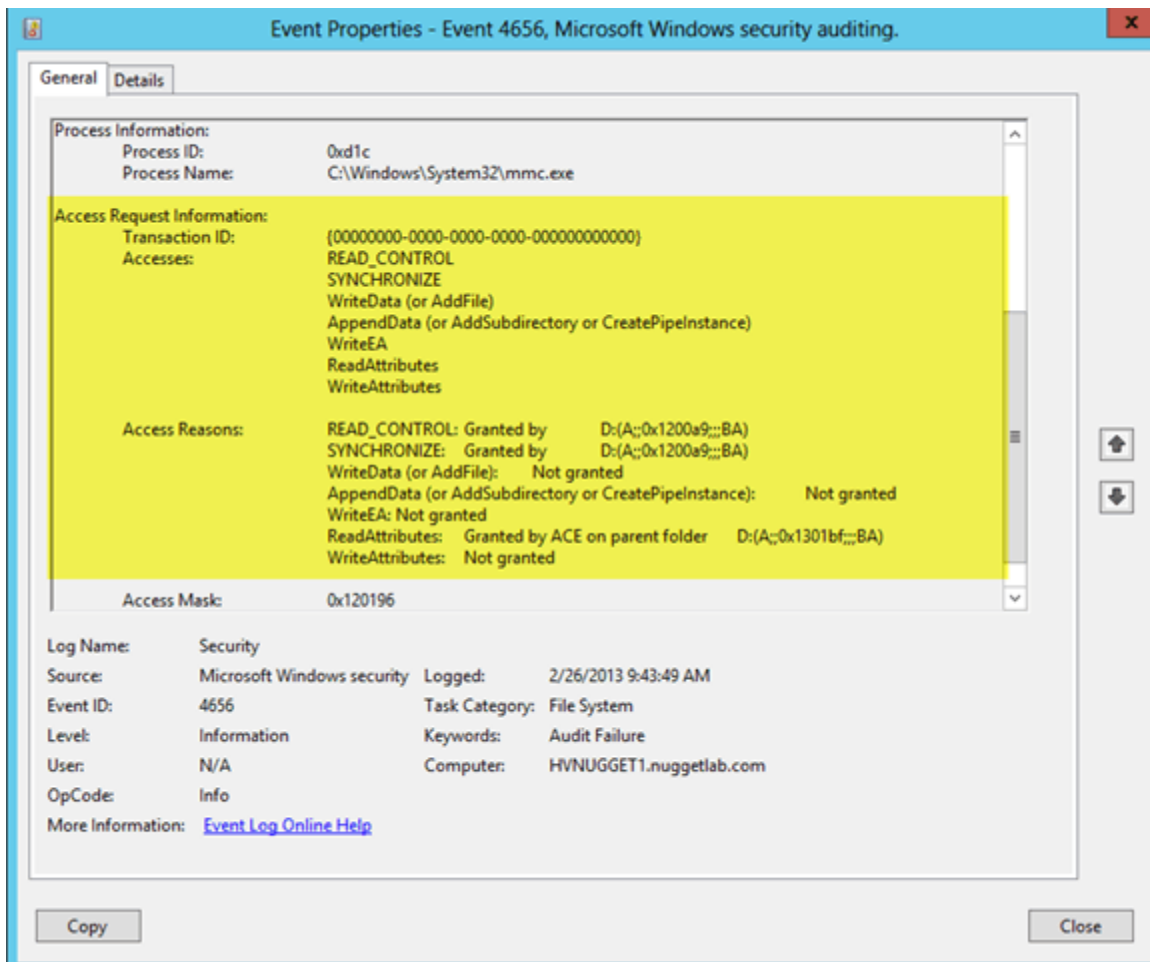 Event Properties - Event 4656, Microsoft Windows security auditing.
x
General Details
Process Information:
Process ID: 0xd1c
Process Name: C:\Windows\System32\mmc.exe
Access Request Information:
Transaction ID: {00000000-0000-0000-0000-000000000000}
Accesses: READ_CONTROL
SYNCHRONIZE
WriteData (or AddFile)
AppendData (or AddSubdirectory or CreatePipeInstance)
WriteEA
ReadAttributes
WriteAttributes
Access Reasons: READ_CONTROL: Granted by D:(A;;0x1200a9;;;BA)
SYNCHRONIZE: Granted by D:(A;;0x1200a9;;;BA)
WriteData (or AddFile): Not granted
AppendData (or AddSubdirectory or CreatePipeInstance): Not granted
WriteEA: Not granted
ReadAttributes: Granted by ACE on parent folder D:(A;;0x1301bf;;;BA)
WriteAttributes: Not granted
Access Mask: 0x120196
Log Name: Security
Source: Microsoft Windows security Logged: 2/26/2013 9:43:49 AM
Event ID: 4656 Task Category: File System
Level: Information Keywords: Audit Failure
User: N/A Computer: HVNUGGET1.nuggetlab.com
OpCode: Info
More Information: Event Log Online Help
Copy Close